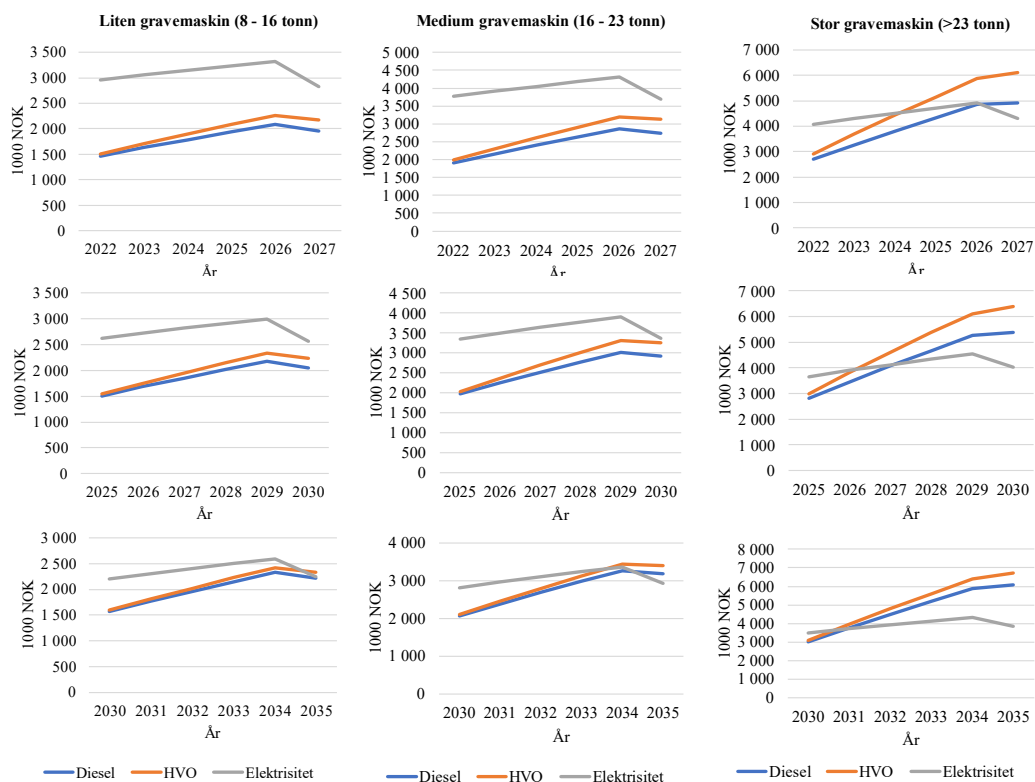 Liten gravemaskin (8 - 16 tonn)
Medium gravemaskin (16 - 23 tonn)
Stor gravemaskin (>23 tonn)
1000 NOK
3 500
3 000
2 500
2 000
1 500
1 000
500
0
2022 2023 2024 2025 2026 2027
År
1000 NOK
5 000
4 500
4 000
3 500
3 000
2 500
2 000
1 500
1 000
500
0
2022 2023 2024 2025 2026 2027
År
1000 NOK
7 000
6 000
5 000
4 000
3 000
2 000
1 000
0
2022 2023 2024 2025 2026 2027
År
1000 NOK
3 500
3 000
2 500
2 000
1 500
1 000
500
0
2025 2026 2027 2028 2029 2030
År
1000 NOK
4 500
4 000
3 500
3 000
2 500
2 000
1 500
1 000
500
0
2025 2026 2027 2028 2029 2030
År
1000 NOK
7 000
6 000
5 000
4 000
3 000
2 000
1 000
0
2025 2026 2027 2028 2029 2030
År
1000 NOK
3 000
2 500
2 000
1 500
1 000
500
0
2030 2031 2032 2033 2034 2035
År
1000 NOK
4 000
3 000
2 000
1 000
0
2030 2031 2032 2033 2034 2035
År
1000 NOK
8 000
7 000
6 000
5 000
4 000
3 000
2 000
1 000
0
2030 2031 2032 2033 2034 2035
År
Diesel HVO Elektrisitet
Diesel HVO Elektrisitet
Diesel HVO Elektrisitet